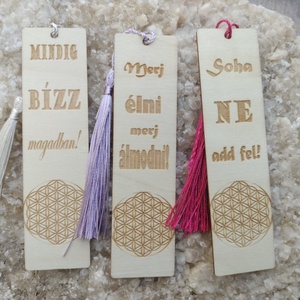 MINDIG
BÍZZ
magadban!
Merj
élni
merj
álmodni!
Soha
NE
add fel!